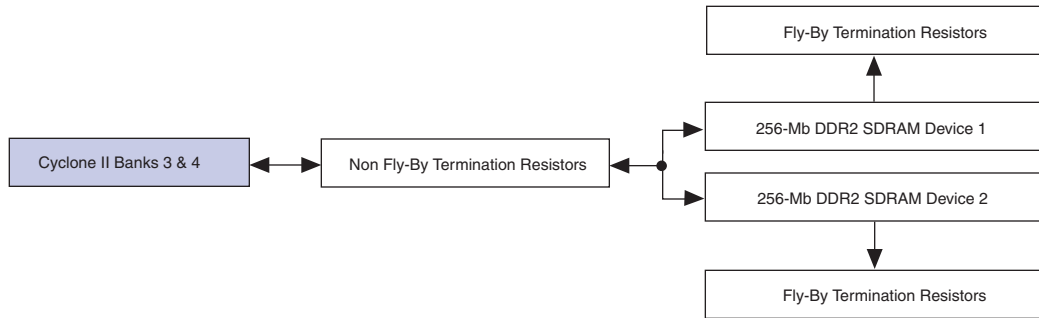 Fly-By Termination Resistors
256-Mb DDR2 SDRAM Device 1
Cyclone II Banks 3 & 4
Non Fly-By Termination Resistors
256-Mb DDR2 SDRAM Device 2
Fly-By Termination Resistors